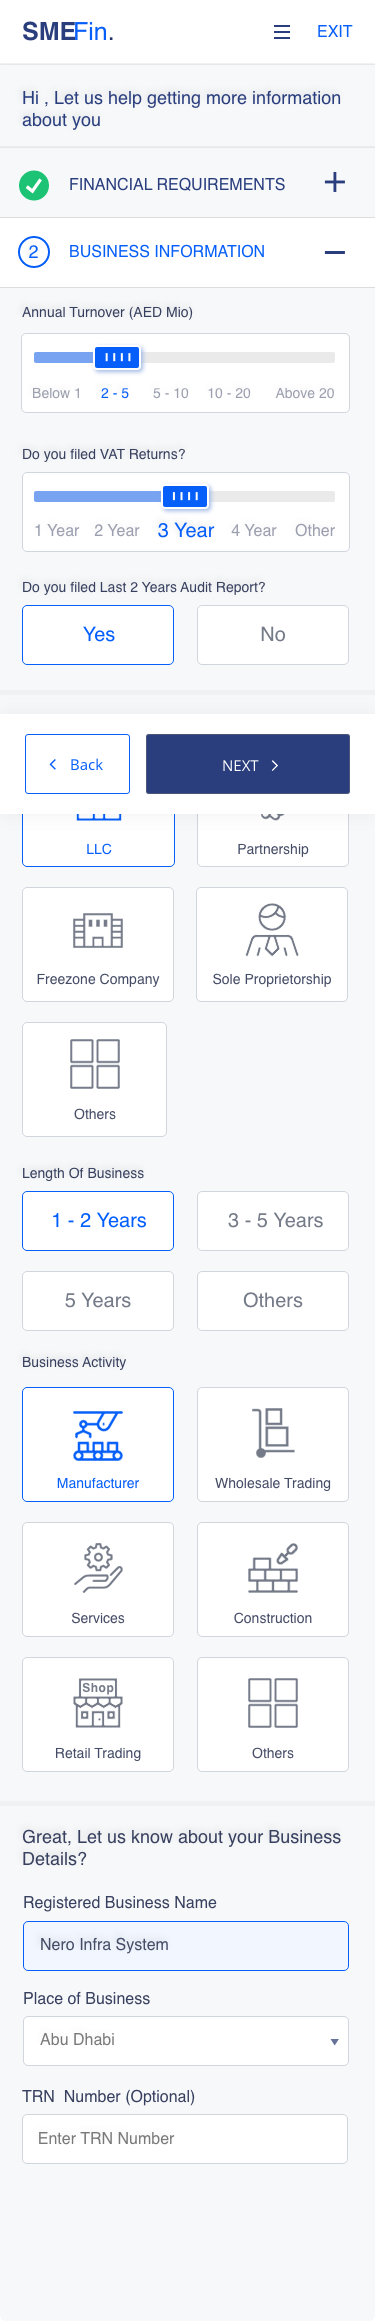 SMEFin.
EXIT
Hi , Let us help getting more information
about you
FINANCIAL REQUIREMENTS
2 BUSINESS INFORMATION
Annual Turnover (AED Mio)
Below 1 2 - 5 5 - 10 10 - 20 Above 20
Do you filed VAT Returns?
1 Year 2 Year 3 Year 4 Year Other
Do you filed Last 2 Years Audit Report?
Yes No
Back NEXT
LLC Partnership
Freezone Company Sole Proprietorship
Others
Length Of Business
1 - 2 Years 3 - 5 Years
5 Years Others
Business Activity
Manufacturer Wholesale Trading
Services Construction
Shop
Retail Trading Others
Great, Let us know about your Business
Details?
Registered Business Name
Nero Infra System
Place of Business
Abu Dhabi
TRN  Number (Optional)
Enter TRN Number